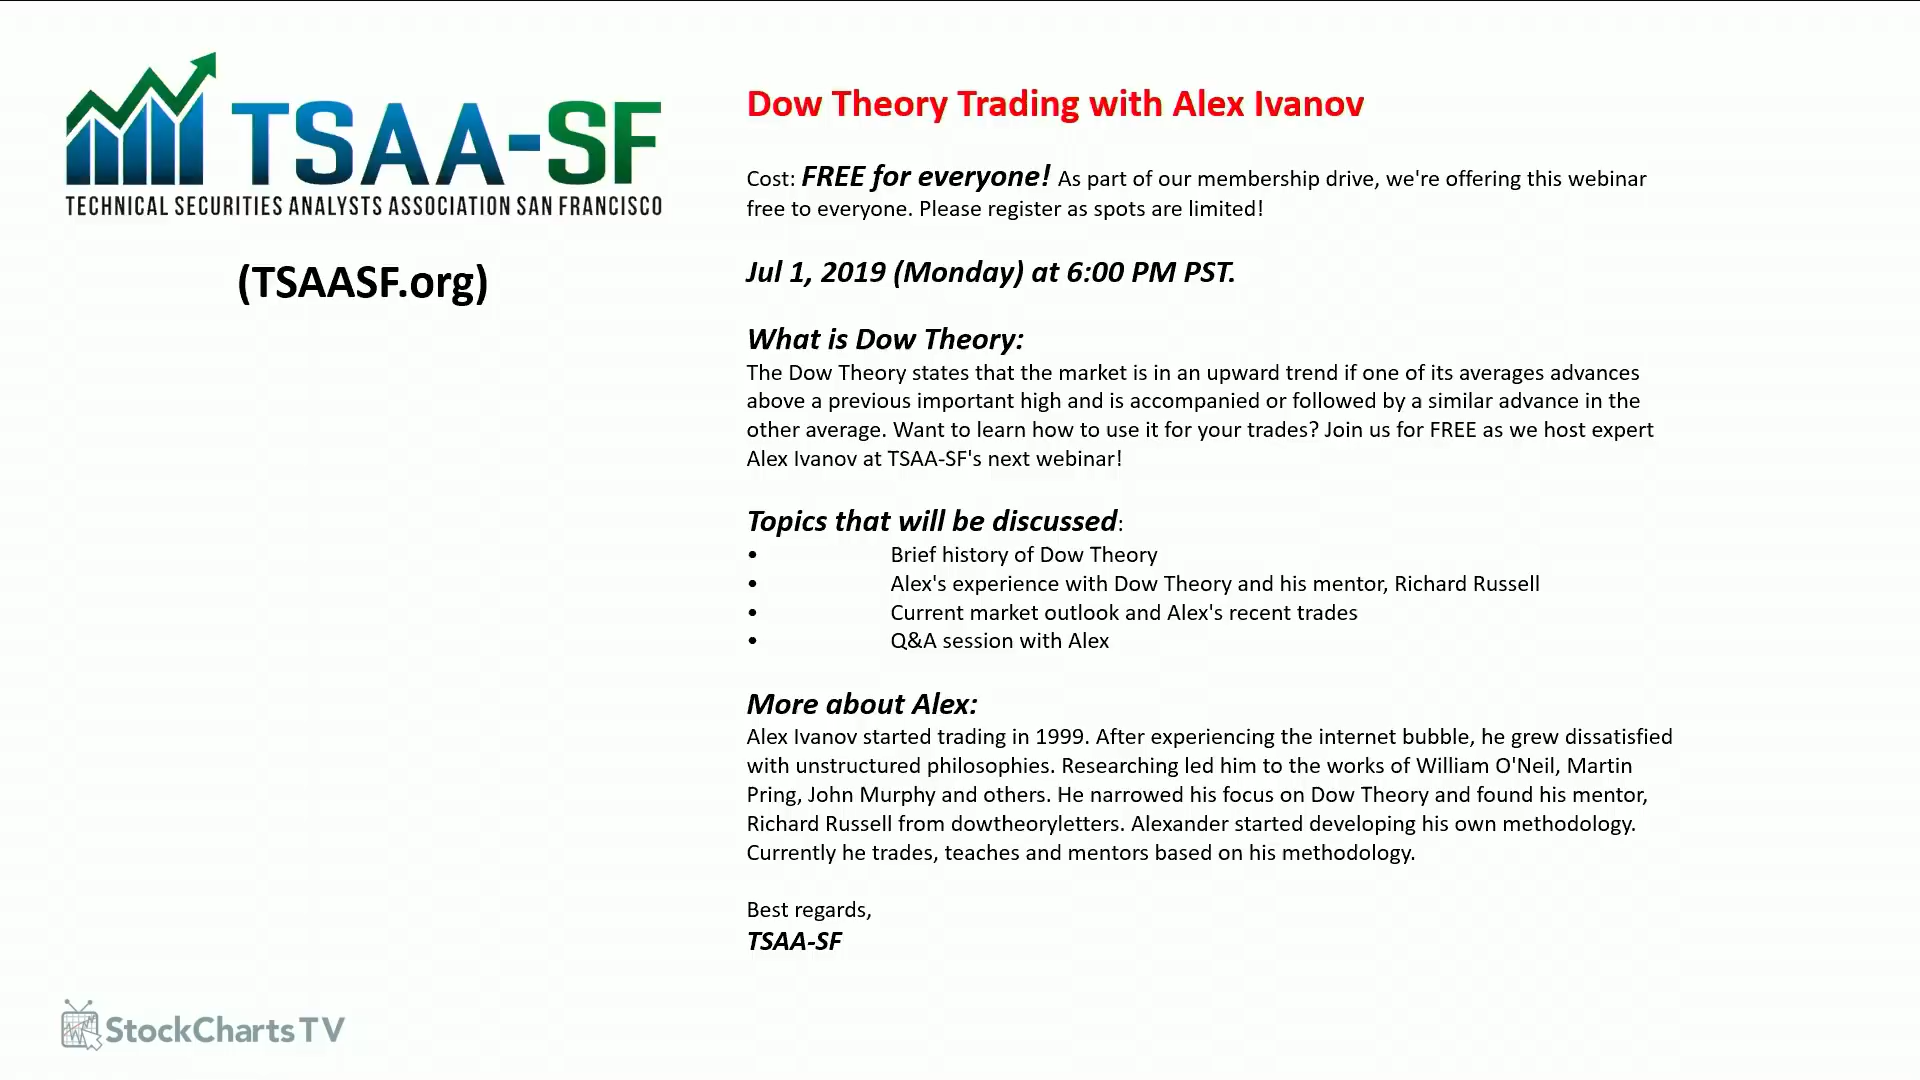 TSAA-SF
TECHNICAL SECURITIES ANALYSTS ASSOCIATION SAN FRANCISCO
(TSAASF.org)
Dow Theory Trading with Alex Ivanov
Cost: FREE for everyone! As part of our membership drive, we're offering this webinar
free to everyone. Please register as spots are limited!
Jul 1, 2019 (Monday) at 6:00 PM PST.
What is Dow Theory:
The Dow Theory states that the market is in an upward trend if one of its averages advances
above a previous important high and is accompanied or followed by a similar advance in the
other average. Want to learn how to use it for your trades? Join us for FREE as we host expert
Alex Ivanov at TSAA-SF's next webinar!
Topics that will be discussed:
• Brief history of Dow Theory
• Alex's experience with Dow Theory and his mentor, Richard Russell
• Current market outlook and Alex's recent trades
• Q&A session with Alex
More about Alex:
Alex Ivanov started trading in 1999. After experiencing the internet bubble, he grew dissatisfied
with unstructured philosophies. Researching led him to the works of William O'Neil, Martin
Pring, John Murphy and others. He narrowed his focus on Dow Theory and found his mentor,
Richard Russell from dowtheoryletters. Alexander started developing his own methodology.
Currently he trades, teaches and mentors based on his methodology.
Best regards,
TSAA-SF
StockChartsTV